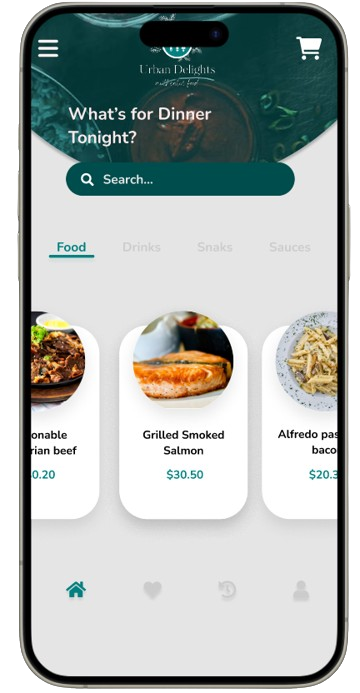 Urban Delights
What's for Dinner
Tonight?
Search...
Food Drinks Snaks Sauces
onable
rian beef
0.20
Grilled Smoked
Salmon
$30.50
Alfredo pas
baco
$20.3